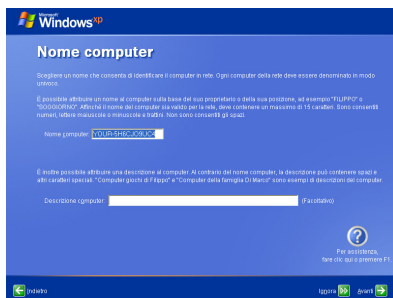 Microsoft
Windows xp
Nome computer
Scegliere un nome che consenta di identificare il computer in rete. Ogni computer della rete deve essere denominato in modo
univoco.
È possibile attribuire un nome al computer sulla base del suo proprietario o della sua posizione, ad esempio "FILIPPO" o
"SOGGIORNO". Affinché il nome del computer sia valido per la rete, deve contenere un massimo di 15 caratteri. Sono consentiti
numeri, lettere maiuscole o minuscole e trattini. Non sono consentiti gli spazi.
Nome computer: YOUR-5H6CJO9UC4
È inoltre possibile attribuire una descrizione al computer. Al contrario del nome computer, la descrizione può contenere spazi e
altri caratteri speciali. "Computer giochi di Filippo" e "Computer della famiglia Di Marco" sono esempi di descrizioni del computer.
Descrizione computer: (Facoltativo)
?
Per assistenza,
fare clic qui o premere F1.
Indietro Ignora Avanti